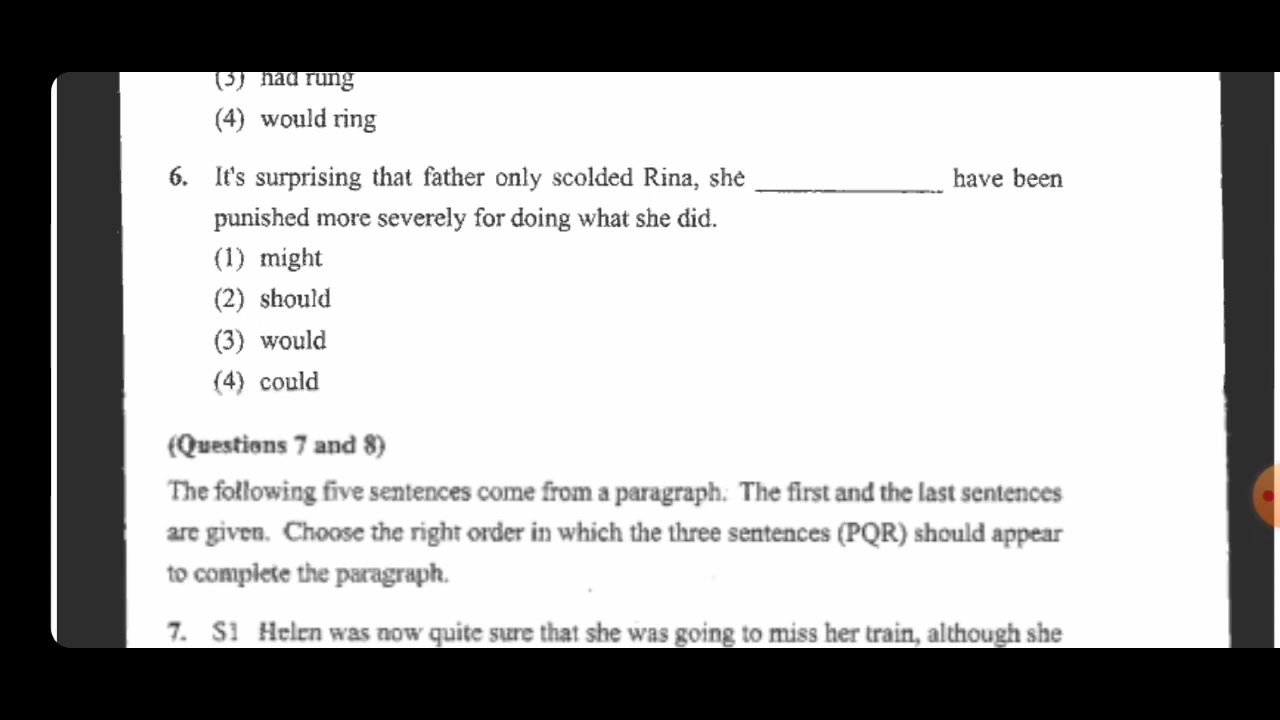 (3) had rung
(4) would ring
6. It's surprising that father only scolded Rina, she ______________ have been
punished more severely for doing what she did.
(1) might
(2) should
(3) would
(4) could
(Questions 7 and 8)
The following five sentences come from a paragraph. The first and the last sentences
are given. Choose the right order in which the three sentences (PQR) should appear
to complete the paragraph.
7. S1 Helen was now quite sure that she was going to miss her train, although she